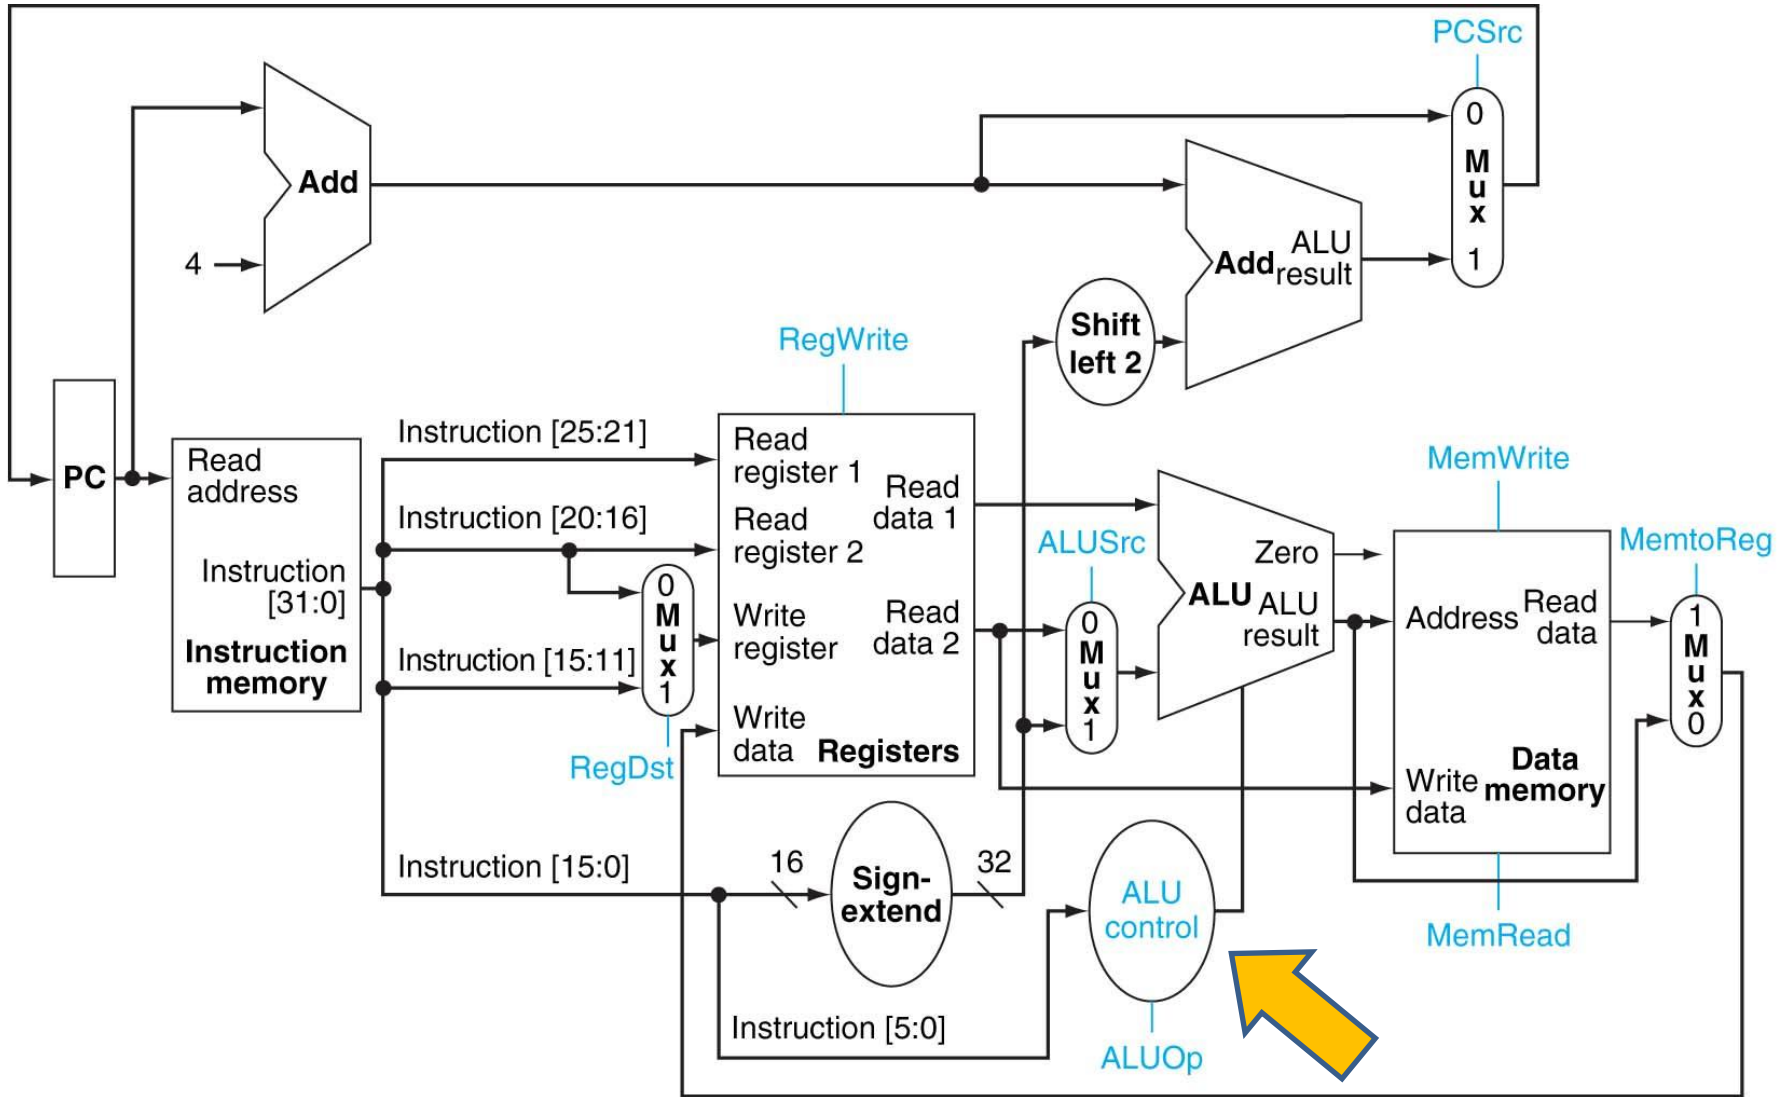 PCSrc
0
M
u
x
1
Add
4
Add
ALU
result
Shift
left 2
RegWrite
PC
Read
address
Instruction
[31:0]
Instruction
memory
Instruction [25:21]
Instruction [20:16]
Instruction [15:11]
0
M
u
x
1
RegDst
Read
register 1
Read
register 2
Write
register
Write
data
Read
data 1
Read
data 2
Registers
ALUSrc
0
M
u
x
1
Zero
ALU
ALU
result
MemWrite
Address
Read
data
Write
data
Data
memory
MemRead
MemtoReg
1
M
u
x
0
Instruction [15:0]
16
Sign-
extend
32
ALU
control
Instruction [5:0]
ALUOp